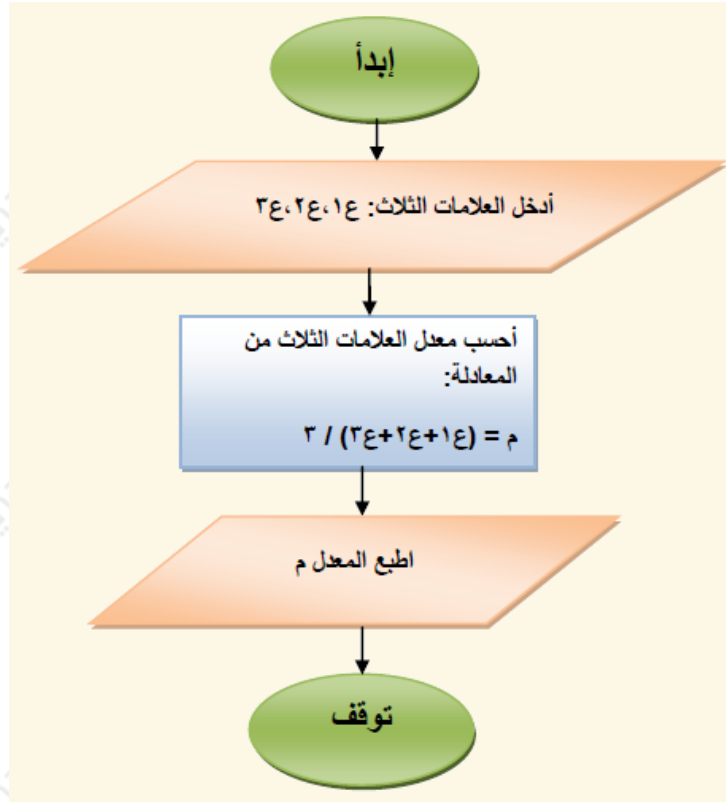 إبدأ
أدخل العلامات الثلاث: ع١،ع٢،ع٣
أحسب معدل العلامات الثلاث من
المعادلة:
م = (ع١+ع٢+ع٣) / ٣
اطبع المعدل م
توقف